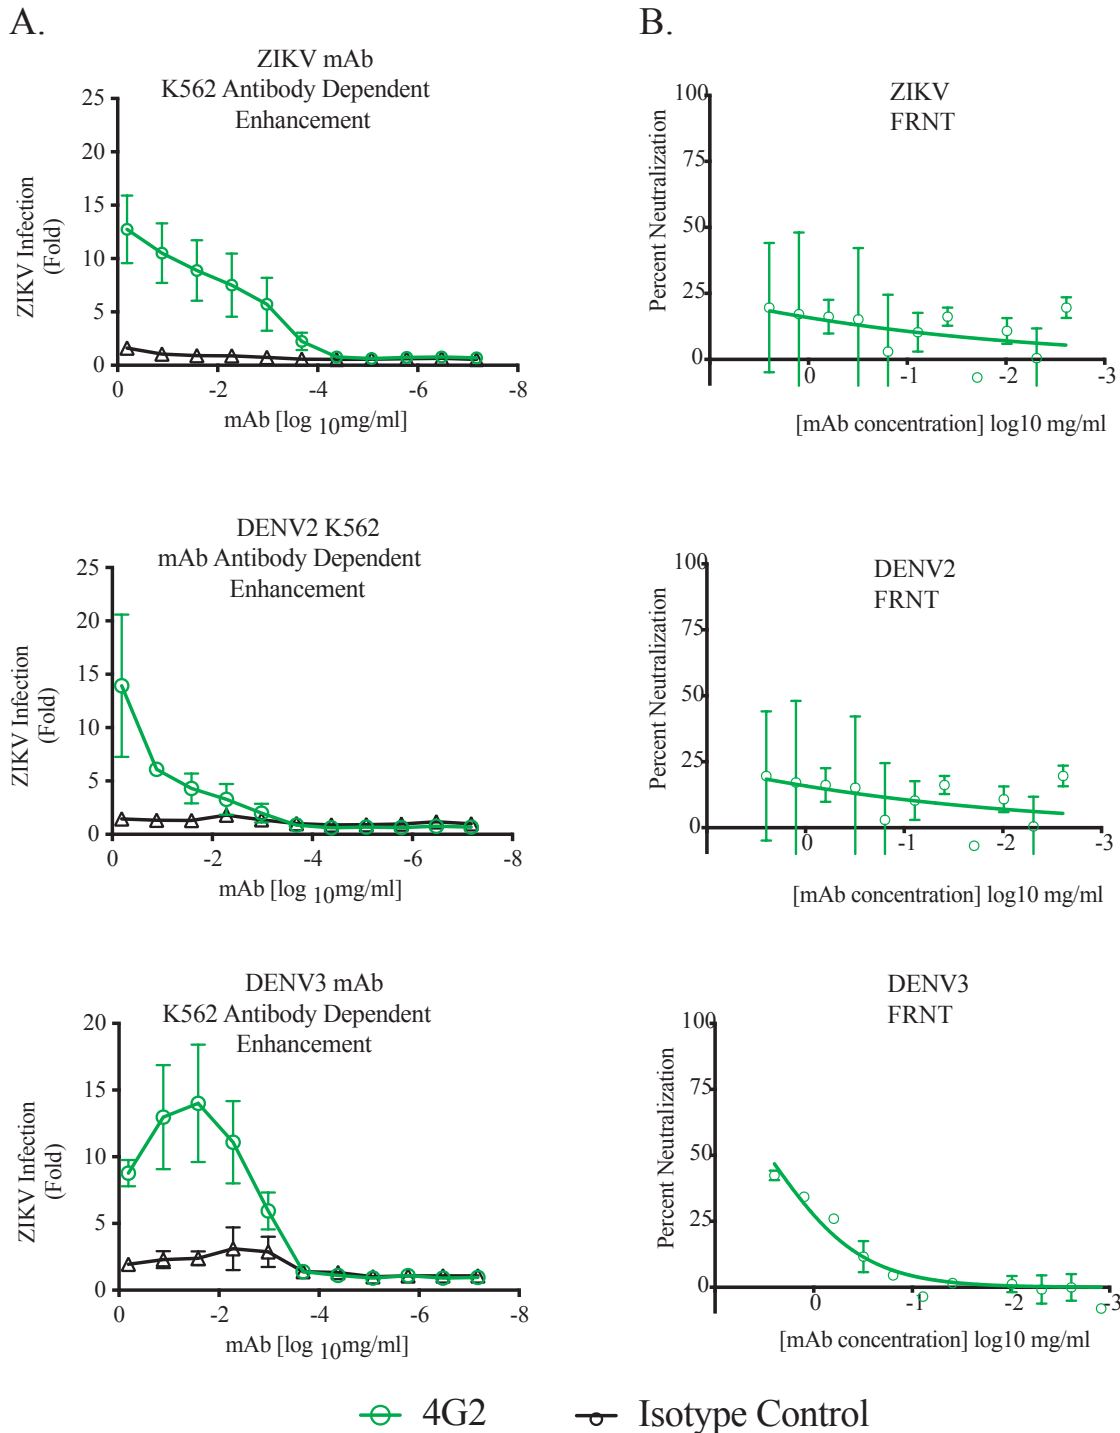 A.
B.
ZIKV mAb
K562 Antibody Dependent
Enhancement
25
20
15
10
5
0
ZIKV Infection
(Fold)
0 -2 -4 -6 -8
mAb [log 10mg/ml]
ZIKV
FRNT
100
75
50
25
0
Percent Neutralization
0 -1 -2 -3
[mAb concentration] log10 mg/ml
DENV2 K562
mAb Antibody Dependent
Enhancement
25
20
15
10
5
0
ZIKV Infection
(Fold)
0 -2 -4 -6 -8
mAb [log 10mg/ml]
DENV2
FRNT
100
75
50
25
0
Percent Neutralization
0 -1 -2 -3
[mAb concentration] log10 mg/ml
DENV3 mAb
K562 Antibody Dependent
Enhancement
20
15
10
5
0
ZIKV Infection
(Fold)
0 -2 -4 -6 -8
mAb [log 10mg/ml]
DENV3
FRNT
100
75
50
25
0
Percent Neutralization
0 -1 -2 -3
[mAb concentration] log10 mg/ml
4G2 Isotype Control